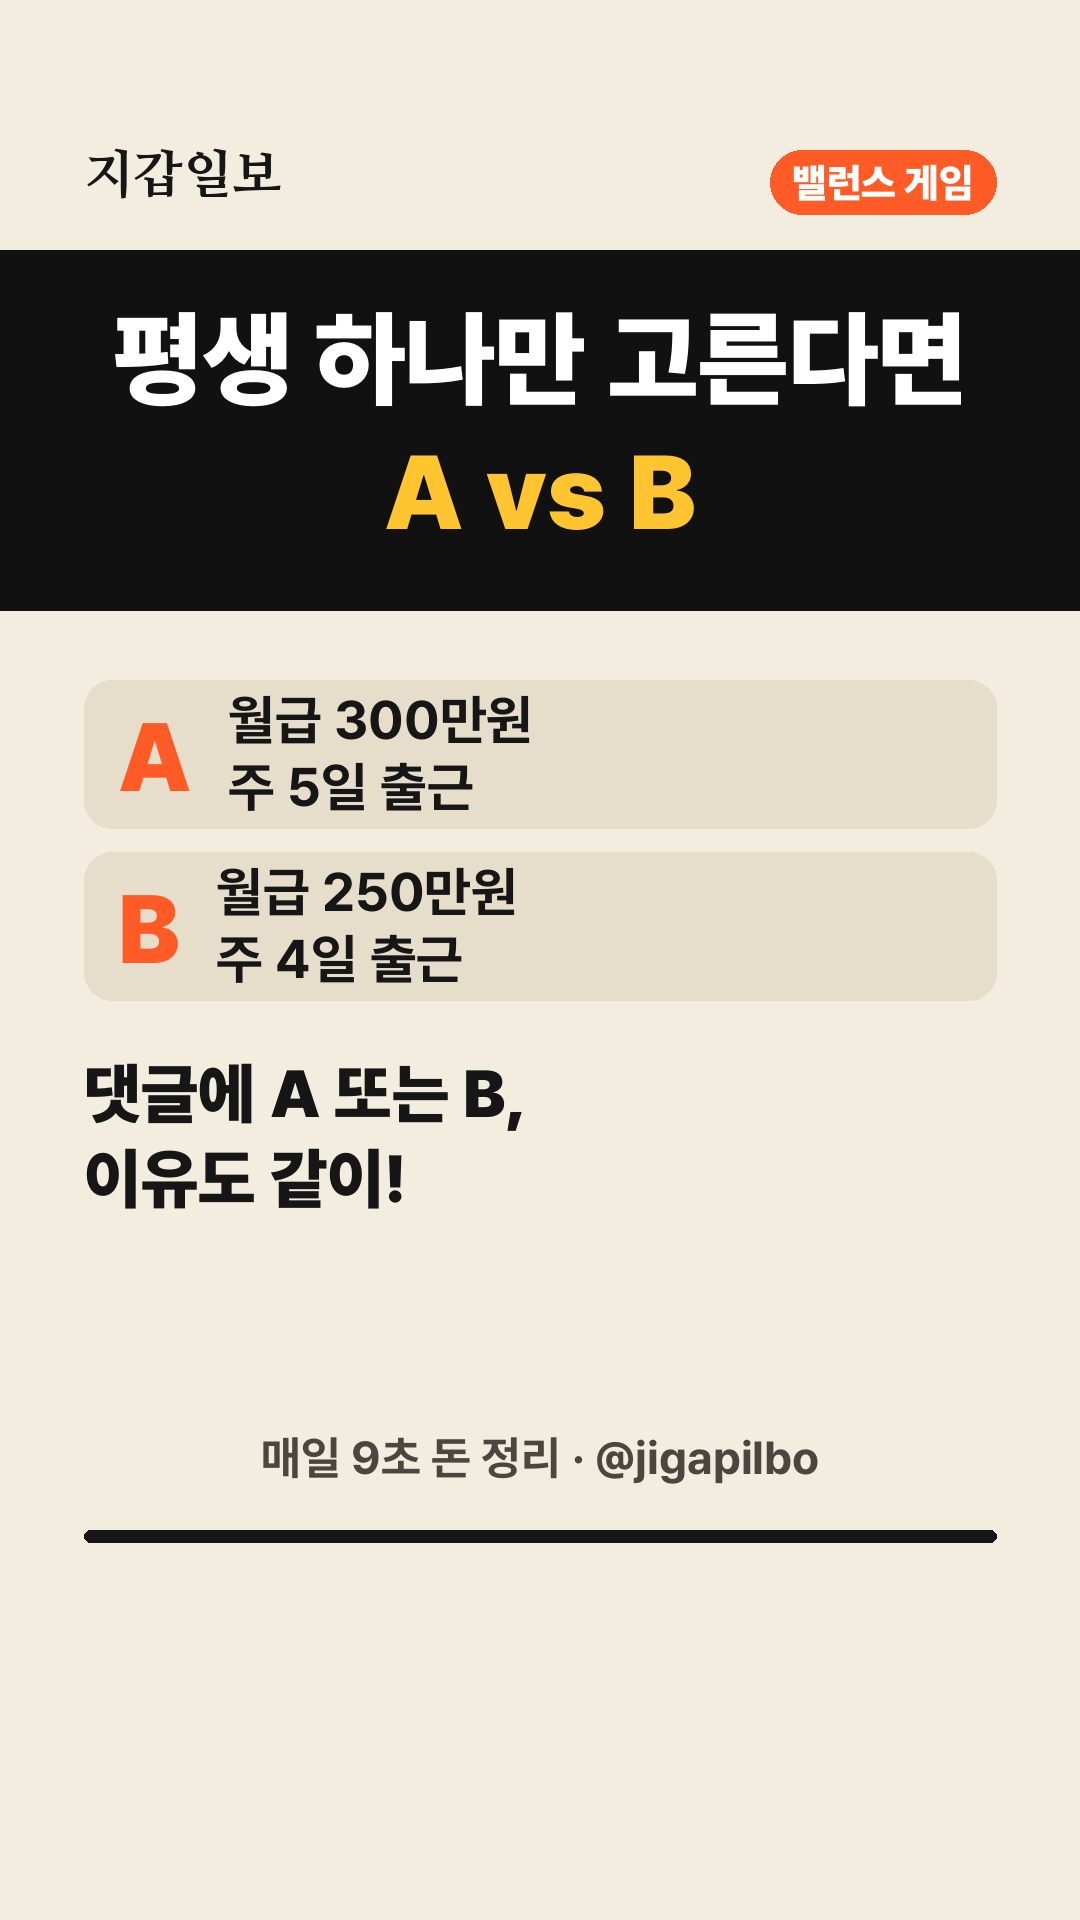 지갑일보
밸런스 게임
평생 하나만 고른다면
A vs B
A
월급 300만원
주 5일 출근
B
월급 250만원
주 4일 출근
댓글에 A 또는 B,
이유도 같이!
매일 9초 돈 정리 · @jigapilbo